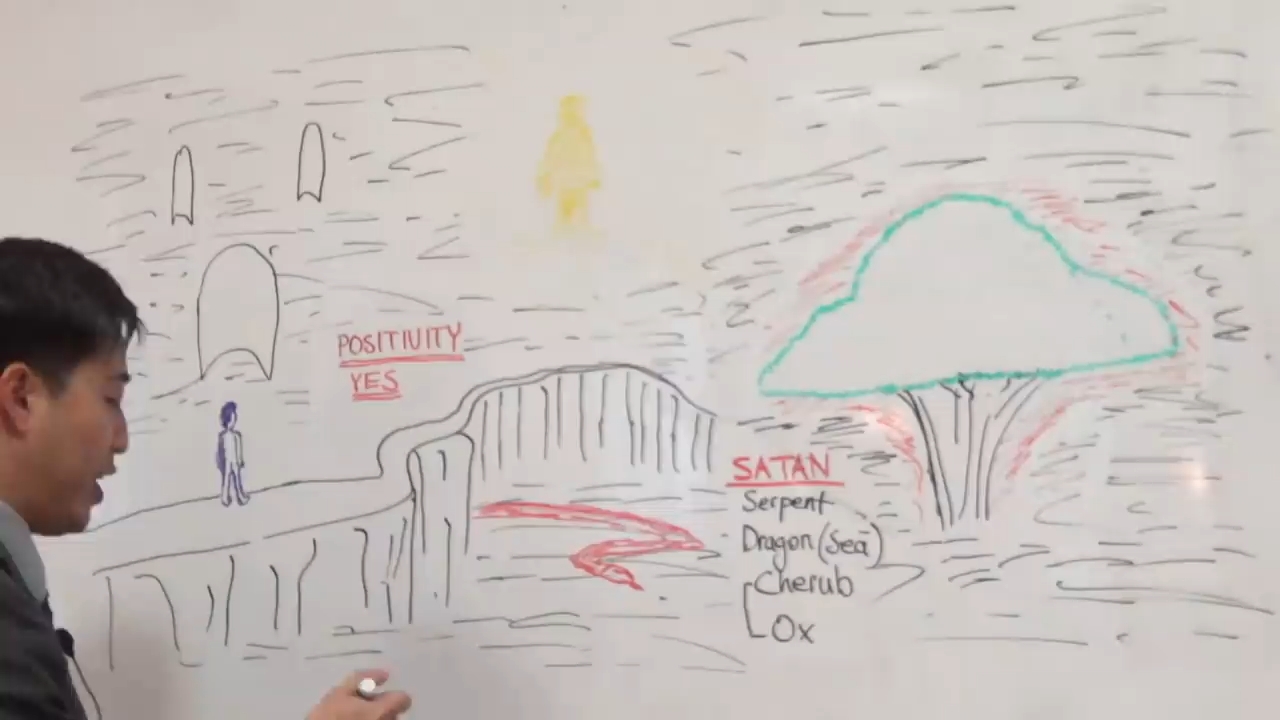 POSITIVITY
YES
SATAN
Serpent
Dragon (Sea)
Cherub
Ox